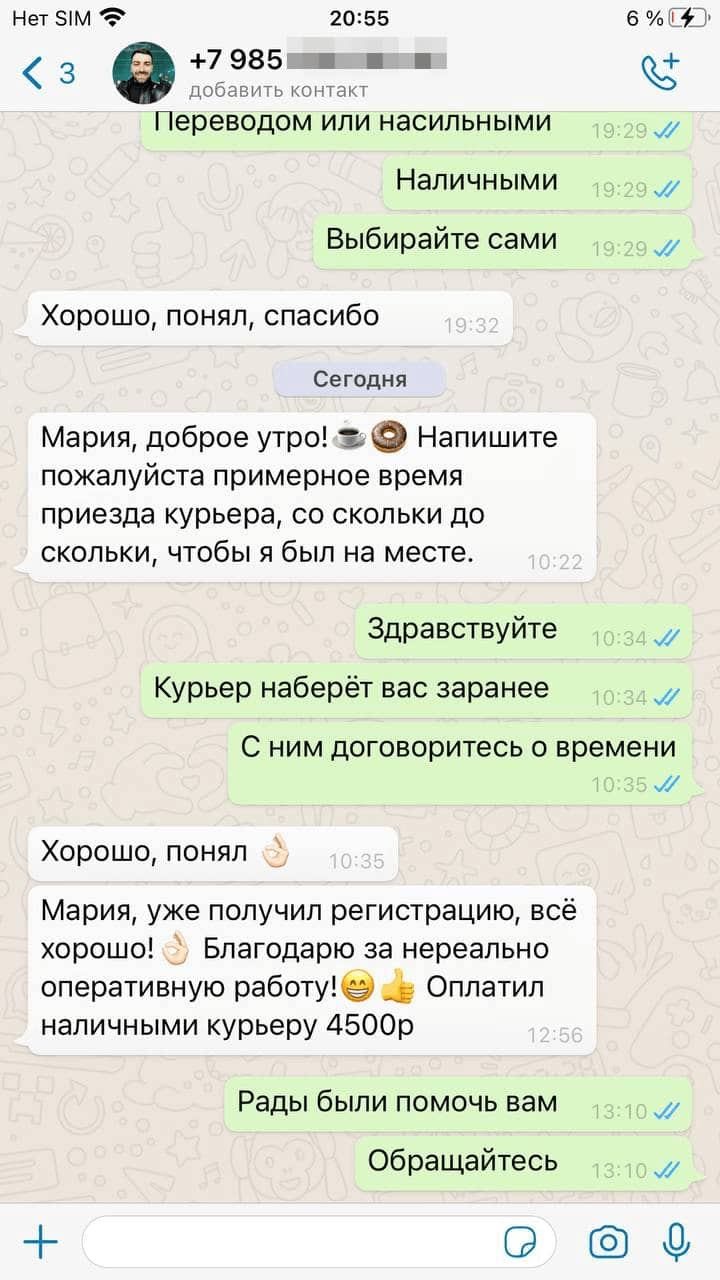 Нет SIM 20:55 6 %
3 +7 985
добавить контакт
Переводом или насильными 19:29
Наличными 19:29
Выбирайте сами 19:29
Хорошо, понял, спасибо 19:32
Сегодня
Мария, доброе утро!☕🍩 Напишите
пожалуйста примерное время
приезда курьера, со скольки до
скольки, чтобы я был на месте. 10:22
Здравствуйте 10:34
Курьер наберёт вас заранее 10:34
С ним договоритесь о времени
10:35
Хорошо, понял 👌🏻 10:35
Мария, уже получил регистрацию, всё
хорошо!👌🏻 Благодарю за нереально
оперативную работу!😁👍 Оплатил
наличными курьеру 4500р 12:56
Рады были помочь вам 13:10
Обращайтесь 13:10